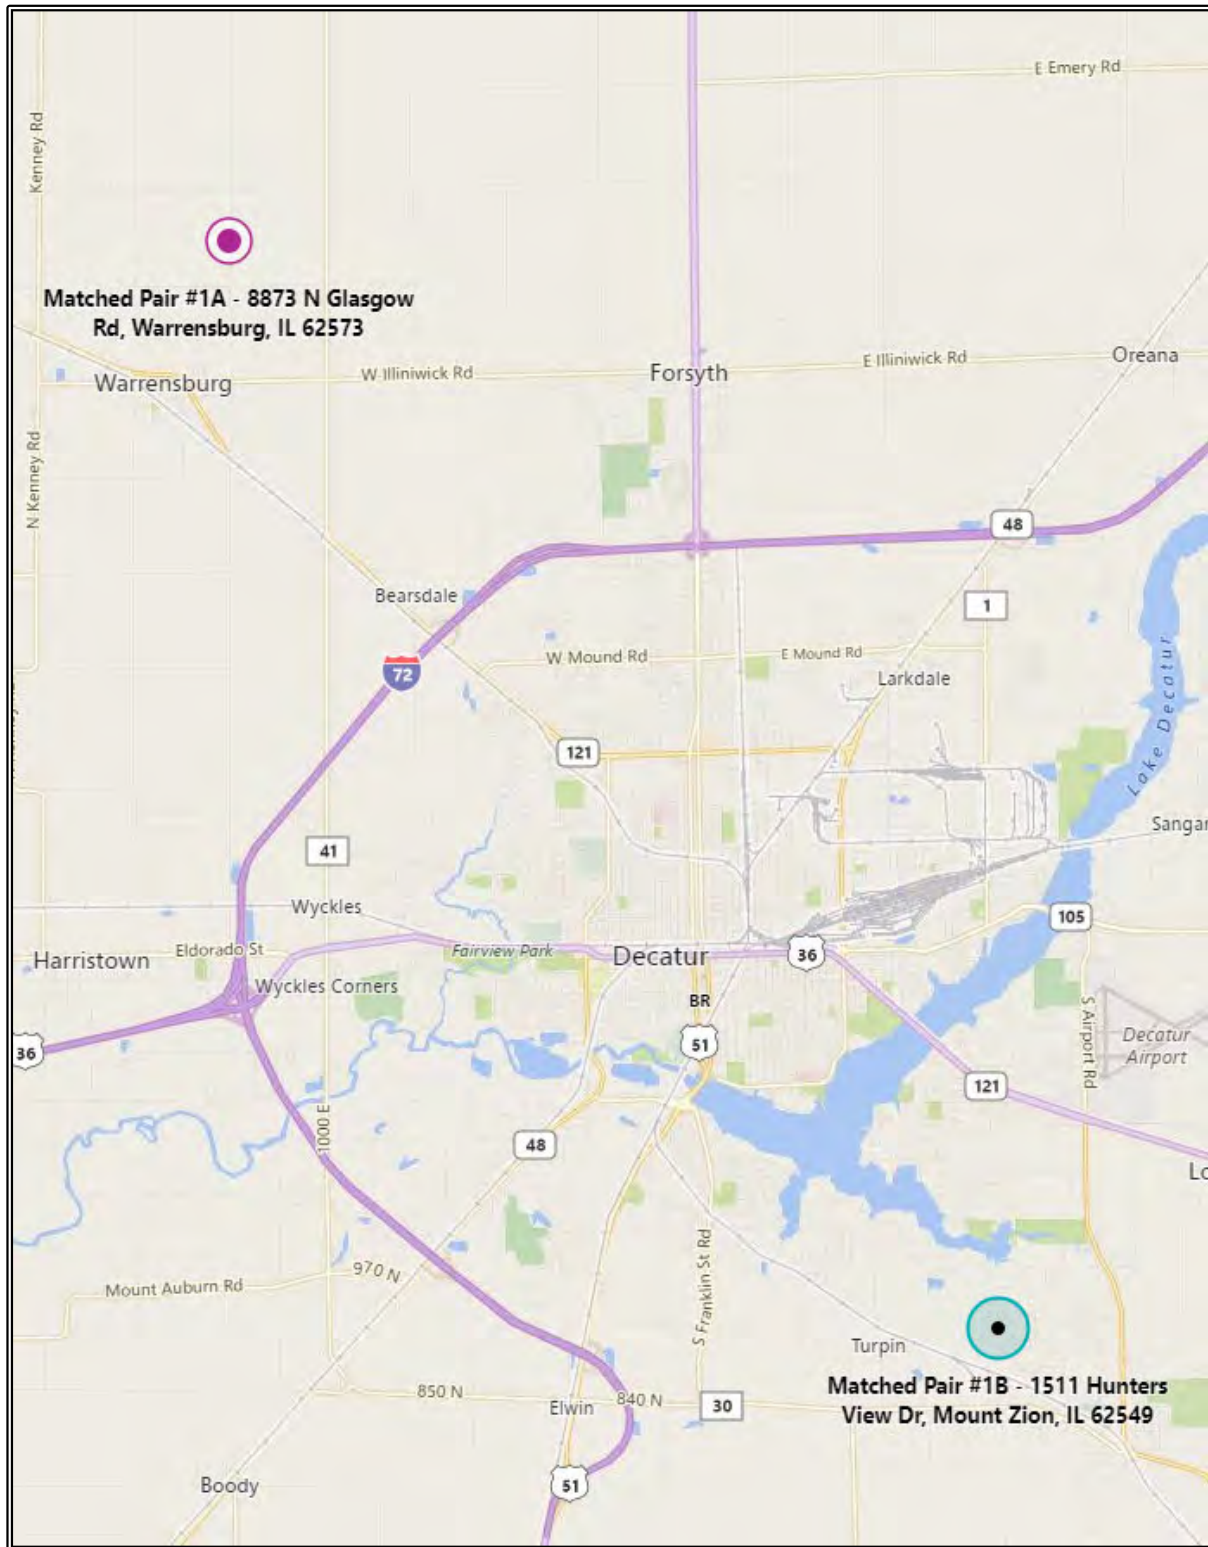 E Emery Rd
Kenney Rd
Matched Pair #1A - 8873 N Glasgow
Rd, Warrensburg, IL 62573
Warrensburg
W Illiniwick Rd
Forsyth
E Illiniwick Rd
Oreana
N Kenney Rd
48
Bearsdale
1
W Mound Rd
E Mound Rd
72
Larkdale
Lake Decatur
121
41
Sangar
Wyckles
105
Harristown
Eldorado St
Fairview Park
Decatur
36
Wyckles Corners
BR
51
36
S Airport Rd
Decatur
Airport
121
1000 E
48
Lo
S Franklin St Rd
970 N
Mount Auburn Rd
Turpin
Matched Pair #1B - 1511 Hunters
View Dr, Mount Zion, IL 62549
850 N
840 N
30
Elwin
Boody
51